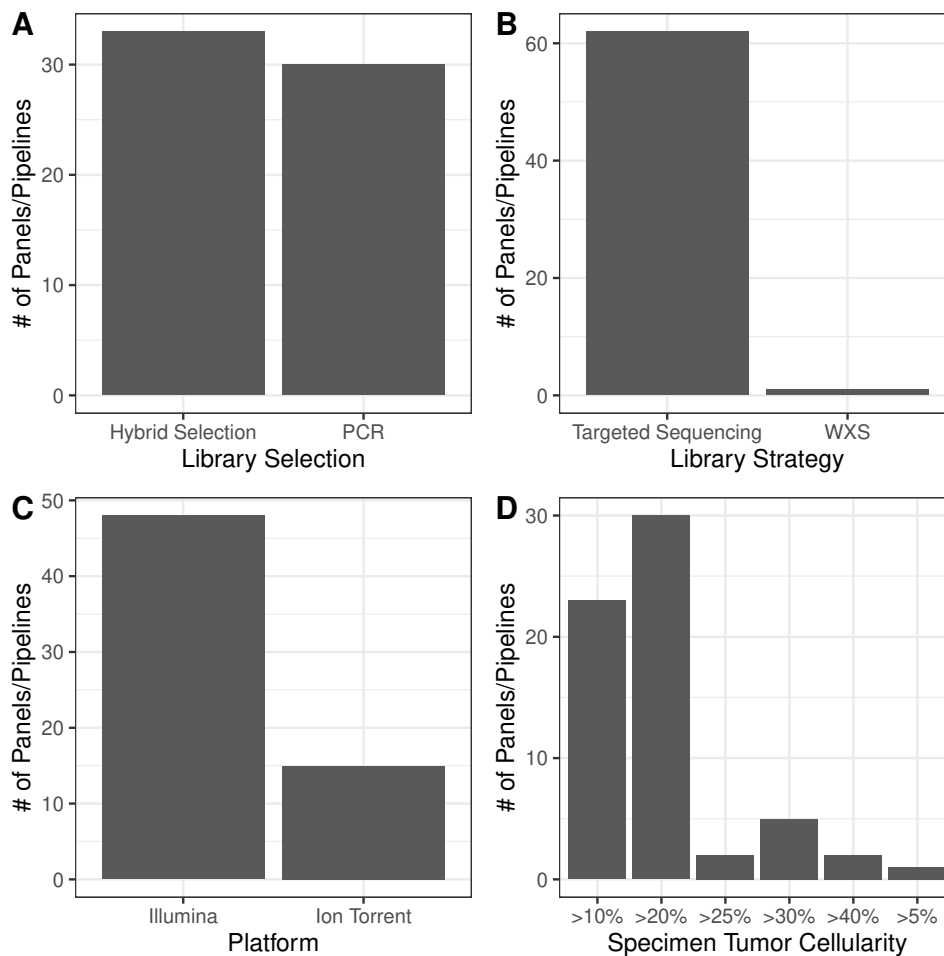 A
# of Panels/Pipelines
30
20
10
0
Hybrid Selection PCR
Library Selection
B
# of Panels/Pipelines
60
40
20
0
Targeted Sequencing WXS
Library Strategy
C
# of Panels/Pipelines
50
40
30
20
10
0
Illumina Ion Torrent
Platform
D
# of Panels/Pipelines
30
20
10
0
>10% >20% >25% >30% >40% >5%
Specimen Tumor Cellularity